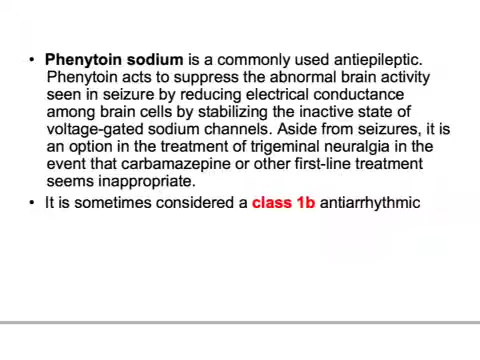 • Phenytoin sodium is a commonly used antiepileptic.
Phenytoin acts to suppress the abnormal brain activity
seen in seizure by reducing electrical conductance
among brain cells by stabilizing the inactive state of
voltage-gated sodium channels. Aside from seizures, it is
an option in the treatment of trigeminal neuralgia in the
event that carbamazepine or other first-line treatment
seems inappropriate.
• It is sometimes considered a class 1b antiarrhythmic